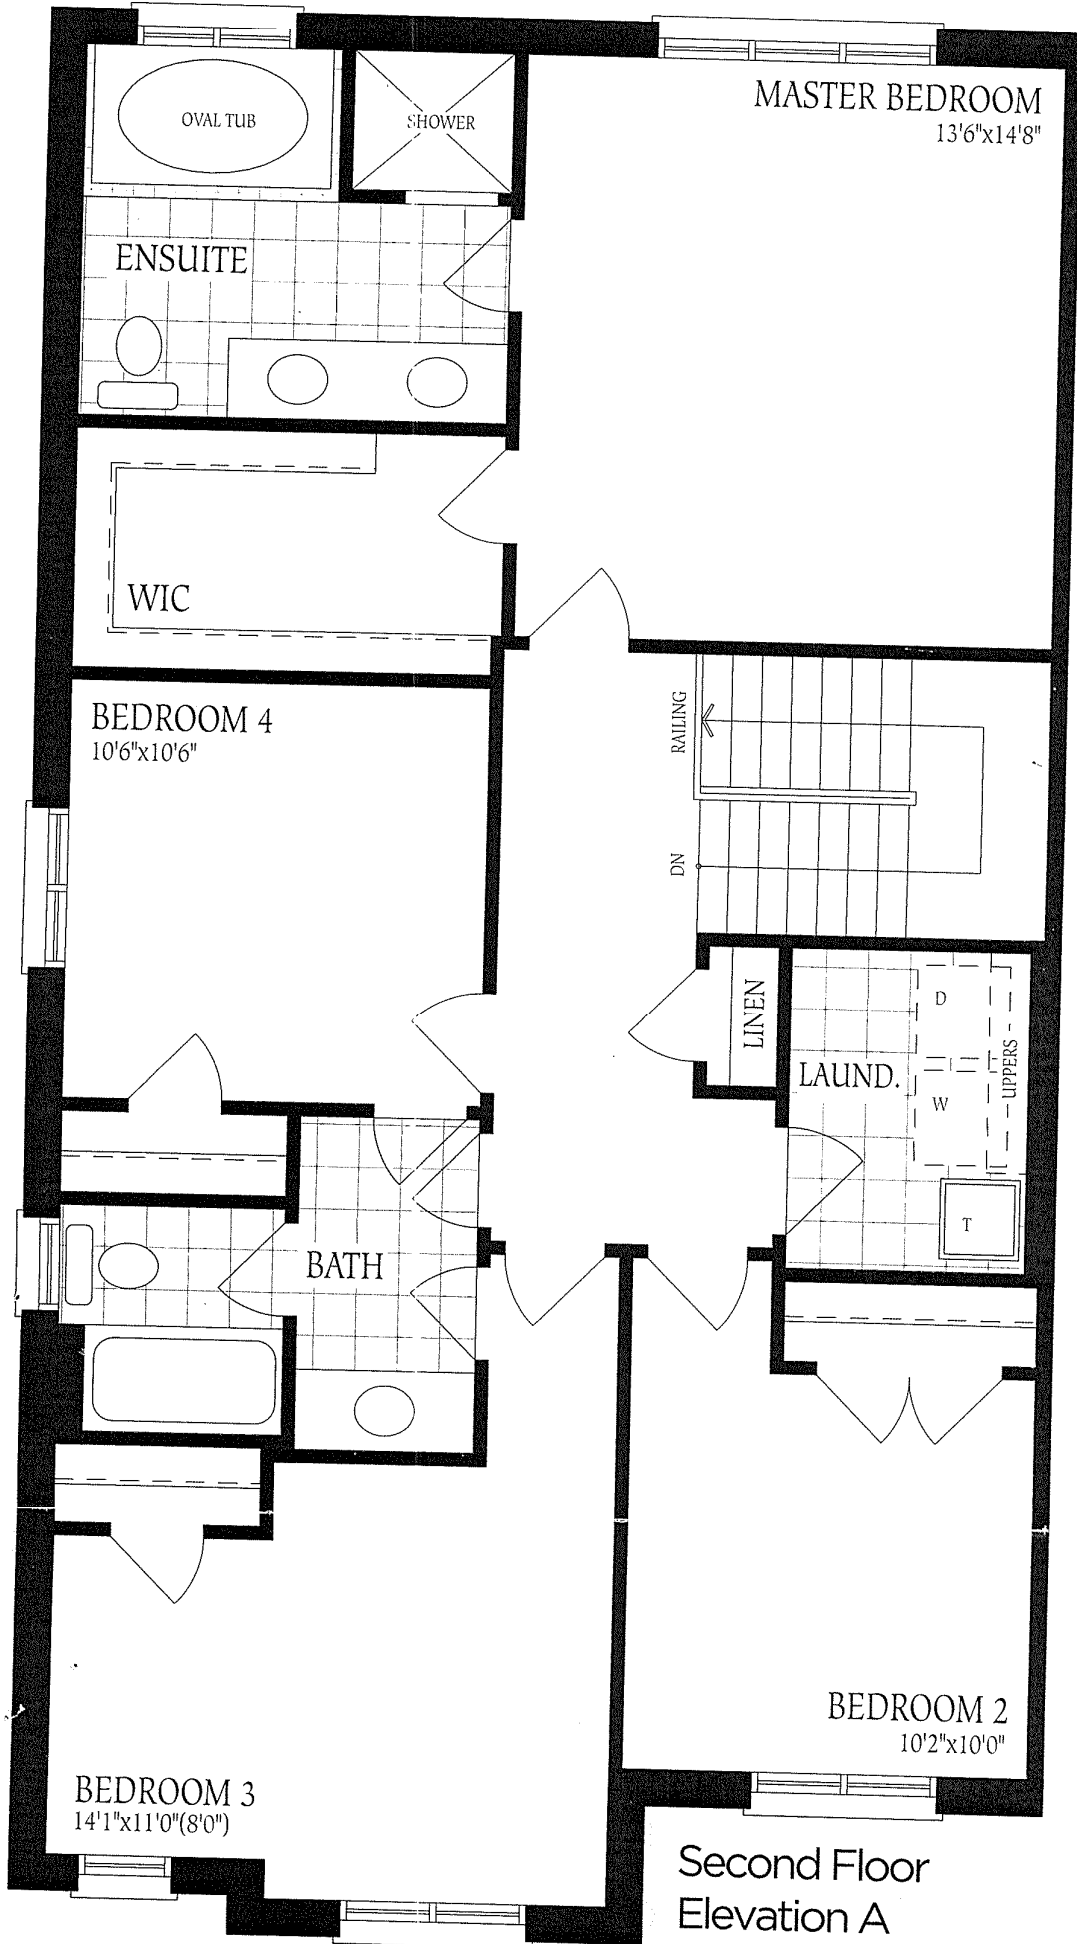 OVAL TUB
SHOWER
MASTER BEDROOM
13'6"x14'8"
ENSUITE
WIC
BEDROOM 4
10'6"x10'6"
RAILING
DN
LINEN
LAUND.
D
W
UPPERS
T
BATH
BEDROOM 2
10'2"x10'0"
BEDROOM 3
14'1"x11'0"(8'0")
Second Floor
Elevation A